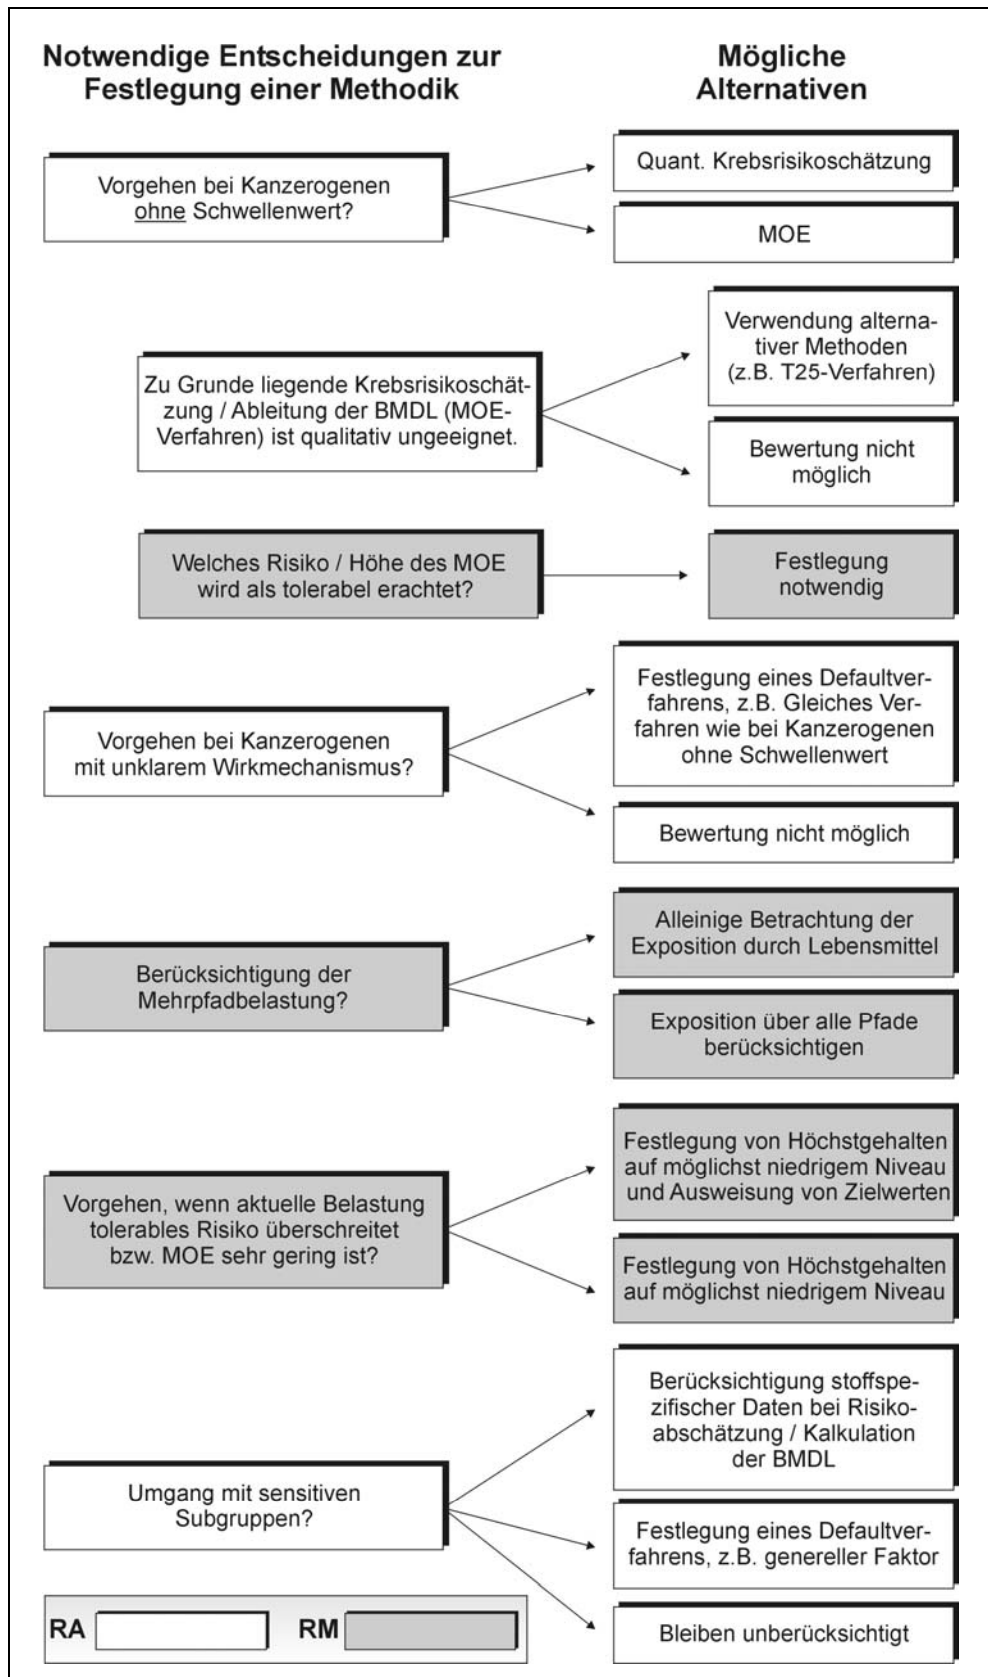 Notwendige Entscheidungen zur
Festlegung einer Methodik
Mögliche
Alternativen
Vorgehen bei Kanzerogenen
ohne Schwellenwert?
Quant. Krebsrisikoschätzung
MOE
Zu Grunde liegende Krebsrisikoschät-
zung / Ableitung der BMDL (MOE-
Verfahren) ist qualitativ ungeeignet.
Verwendung alterna-
tiver Methoden
(z.B. T25-Verfahren)
Bewertung nicht
möglich
Welches Risiko / Höhe des MOE
wird als tolerabel erachtet?
Festlegung
notwendig
Vorgehen bei Kanzerogenen
mit unklarem Wirkmechanismus?
Festlegung eines Defaultver-
fahrens, z.B. Gleiches Ver-
fahren wie bei Kanzerogenen
ohne Schwellenwert
Bewertung nicht möglich
Berücksichtigung der
Mehrpfadbelastung?
Alleinige Betrachtung der
Exposition durch Lebensmittel
Exposition über alle Pfade
berücksichtigen
Vorgehen, wenn aktuelle Belastung
tolerables Risiko überschreitet
bzw. MOE sehr gering ist?
Festlegung von Höchstgehalten
auf möglichst niedrigem Niveau
und Ausweisung von Zielwerten
Festlegung von Höchstgehalten
auf möglichst niedrigem Niveau
Umgang mit sensitiven
Subgruppen?
Berücksichtigung stoffspe-
zifischer Daten bei Risiko-
abschätzung / Kalkulation
der BMDL
Festlegung eines Defaultver-
fahrens, z.B. genereller Faktor
Bleiben unberücksichtigt
RA
RM